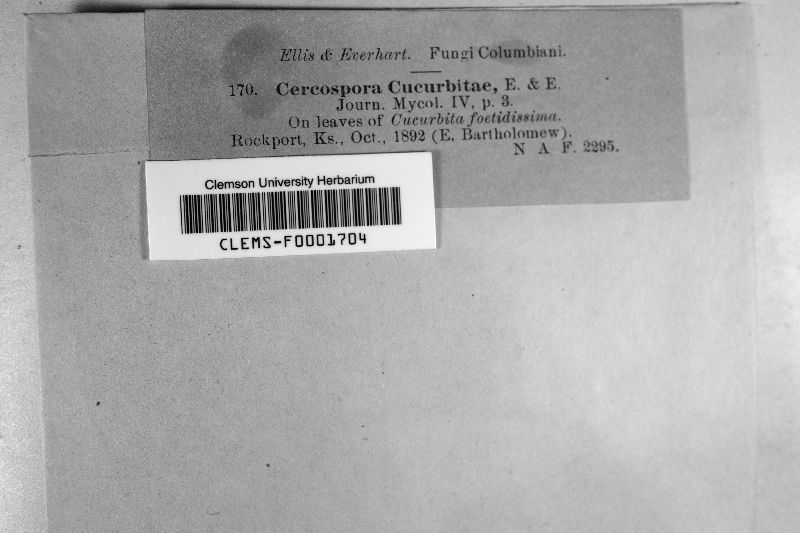 Ellis & Everhart. Fungi Columbiani.
170. Cercospora Cucurbitae, E. & E.
Journ. Mycol. IV, p. 3.
On leaves of Cucurbita foetidissima.
Rockport, Ks., Oct., 1892 (E. Bartholomew).
N A F. 2295.
Clemson University Herbarium
CLEMS-F0001704